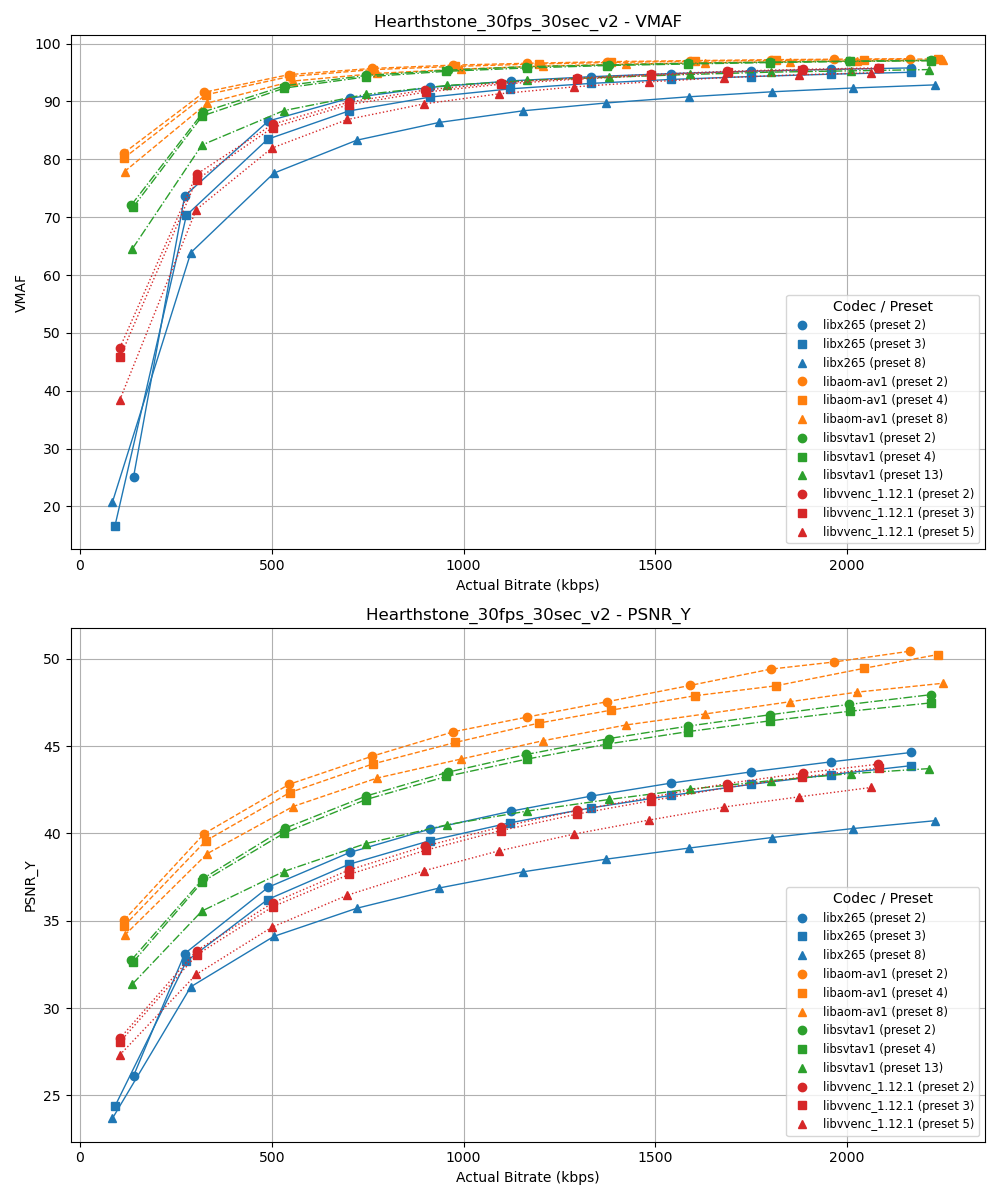 Hearthstone_30fps_30sec_v2 - VMAF
100
90
80
70
60
50
40
30
20
VMAF
0
500
1000
1500
2000
Actual Bitrate (kbps)
Codec / Preset
libx265 (preset 2)
libx265 (preset 3)
libx265 (preset 8)
libaom-av1 (preset 2)
libaom-av1 (preset 4)
libaom-av1 (preset 8)
libsvtav1 (preset 2)
libsvtav1 (preset 4)
libsvtav1 (preset 13)
libvvenc_1.12.1 (preset 2)
libvvenc_1.12.1 (preset 3)
libvvenc_1.12.1 (preset 5)
Hearthstone_30fps_30sec_v2 - PSNR_Y
50
45
40
35
30
25
PSNR_Y
0
500
1000
1500
2000
Actual Bitrate (kbps)
Codec / Preset
libx265 (preset 2)
libx265 (preset 3)
libx265 (preset 8)
libaom-av1 (preset 2)
libaom-av1 (preset 4)
libaom-av1 (preset 8)
libsvtav1 (preset 2)
libsvtav1 (preset 4)
libsvtav1 (preset 13)
libvvenc_1.12.1 (preset 2)
libvvenc_1.12.1 (preset 3)
libvvenc_1.12.1 (preset 5)